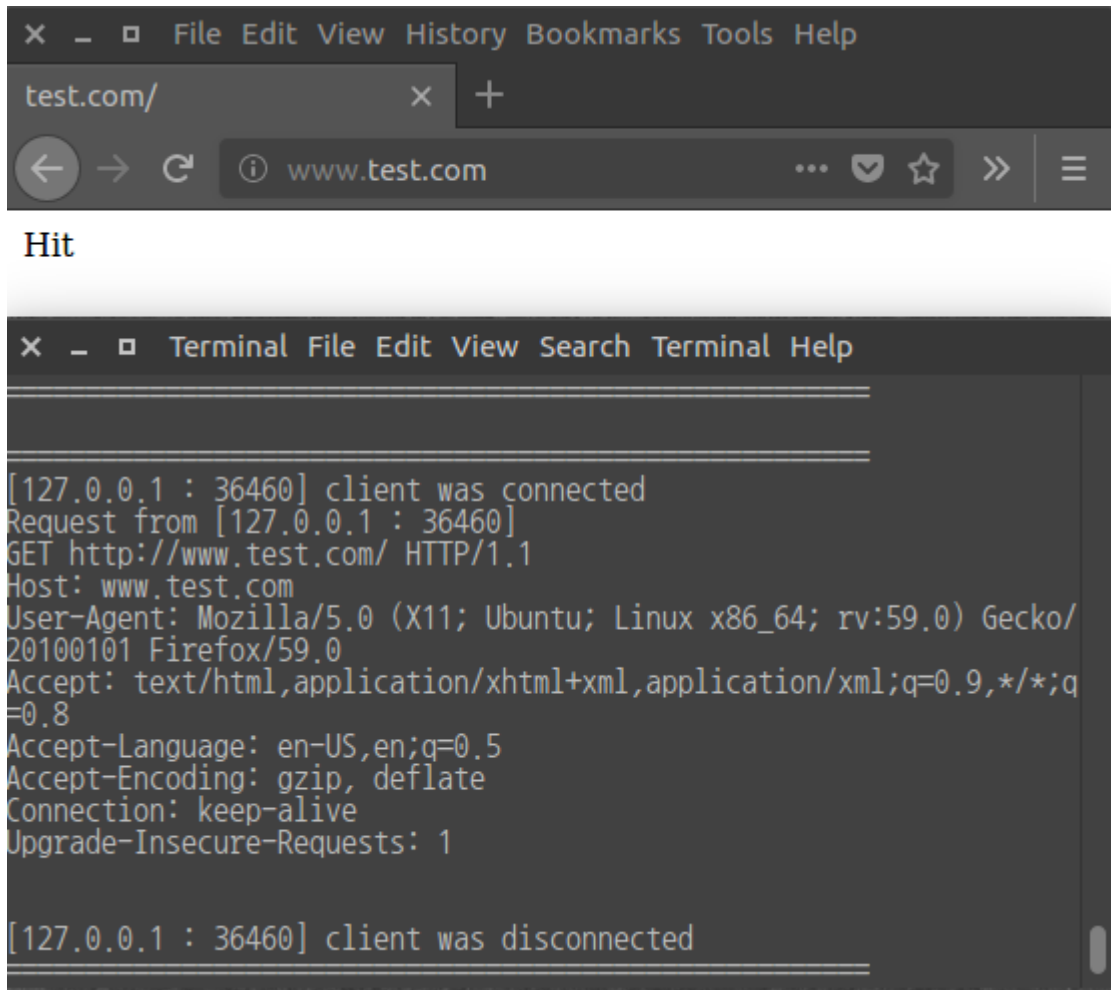 File Edit View History Bookmarks Tools Help
test.com/
www.test.com
Hit
Terminal File Edit View Search Terminal Help
======================================================
======================================================
[127.0.0.1 : 36460] client was connected
Request from [127.0.0.1 : 36460]
GET http://www.test.com/ HTTP/1.1
Host: www.test.com
User-Agent: Mozilla/5.0 (X11; Ubuntu; Linux x86_64; rv:59.0) Gecko/
20100101 Firefox/59.0
Accept: text/html,application/xhtml+xml,application/xml;q=0.9,*/*;q
=0.8
Accept-Language: en-US,en;q=0.5
Accept-Encoding: gzip, deflate
Connection: keep-alive
Upgrade-Insecure-Requests: 1
[127.0.0.1 : 36460] client was disconnected
======================================================